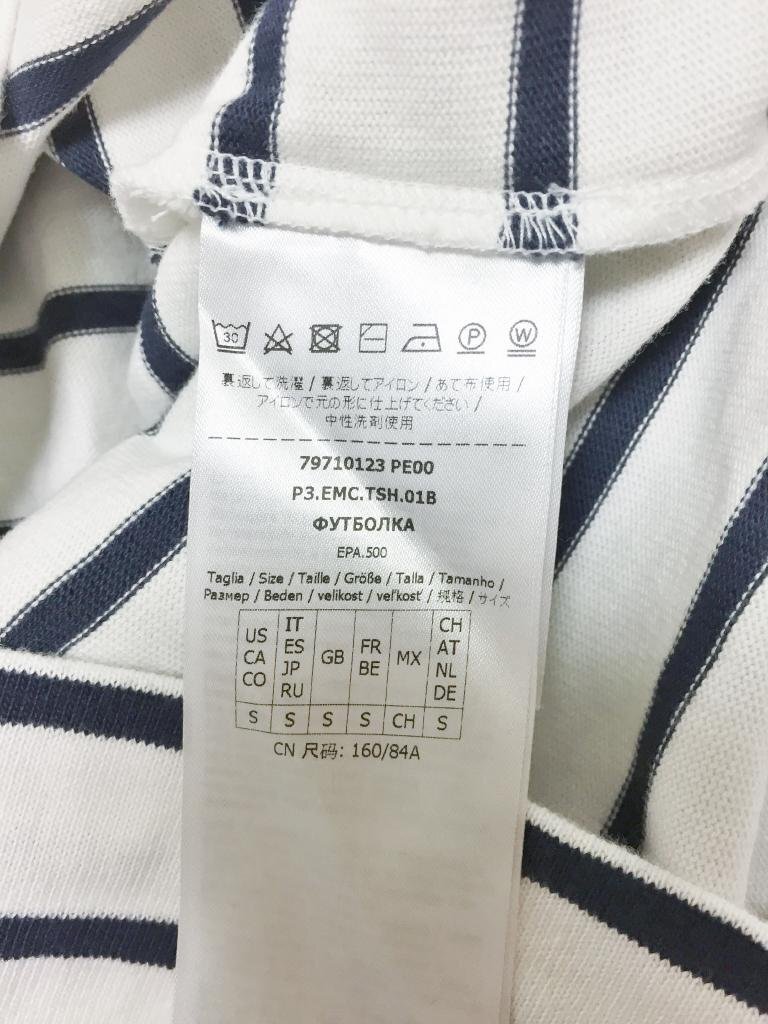 30 P W
裏返して洗濯 / 裏返してアイロン / あて布使用 /
アイロンで元の形に仕上げてください /
中性洗剤使用
79710123 PE00
P3.EMC.TSH.01B
ФУТБОЛКА
EPA.500
Taglia / Size / Taille / Größe / Talla / Tamanho /
Размер / Beden / velikost / veľkosť / 規格 / サイズ
US CA CO IT ES JP RU GB FR BE MX CH AT NL DE
S S S S CH S
CN 尺码: 160/84A